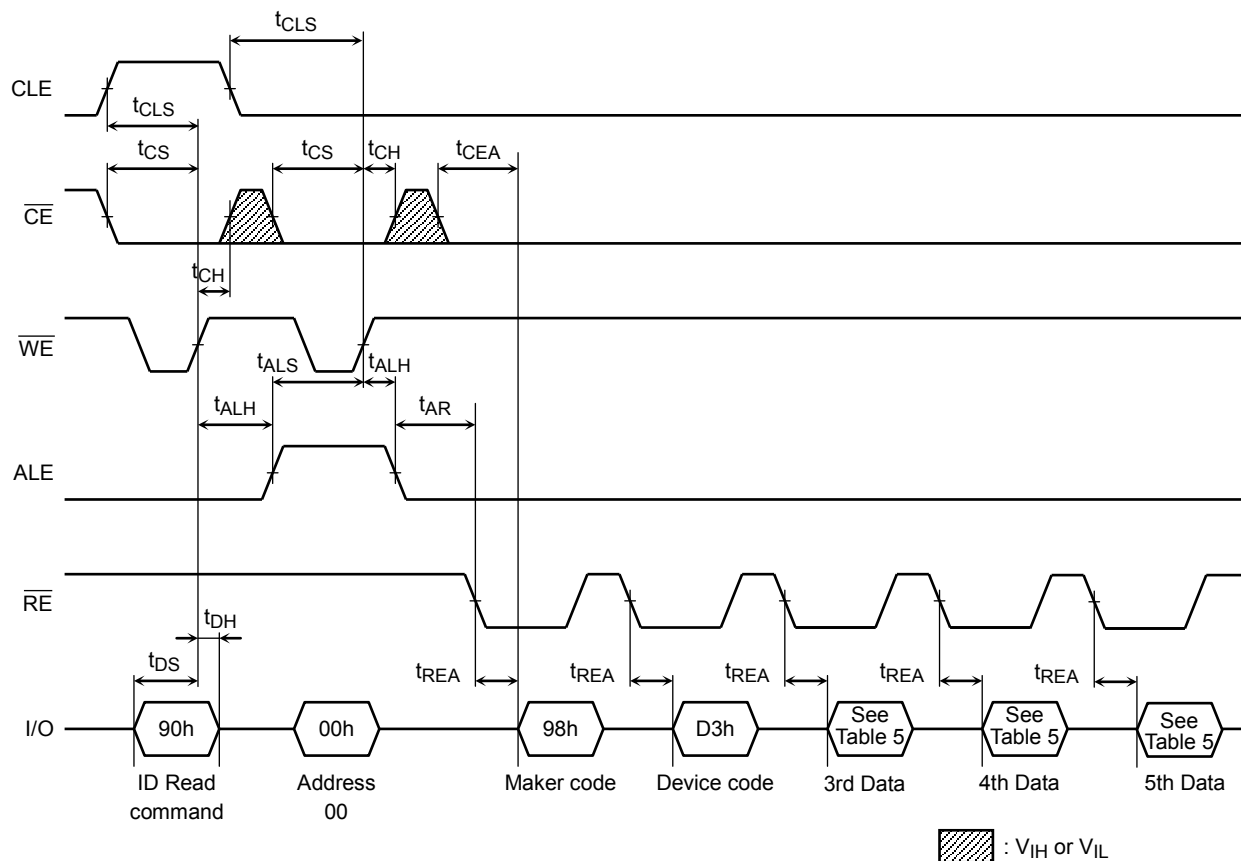 tCLS
CLE
tCLS
tCS tCS tCH tCEA
CE
tCH
WE
tALS tALH
tALH tAR
ALE
RE
tDH
tDS tREA tREA tREA tREA tREA
I/O 90h 00h 98h D3h See Table 5 See Table 5 See Table 5
ID Read command
Address 00
Maker code
Device code
3rd Data
4th Data
5th Data
: VIH or VIL